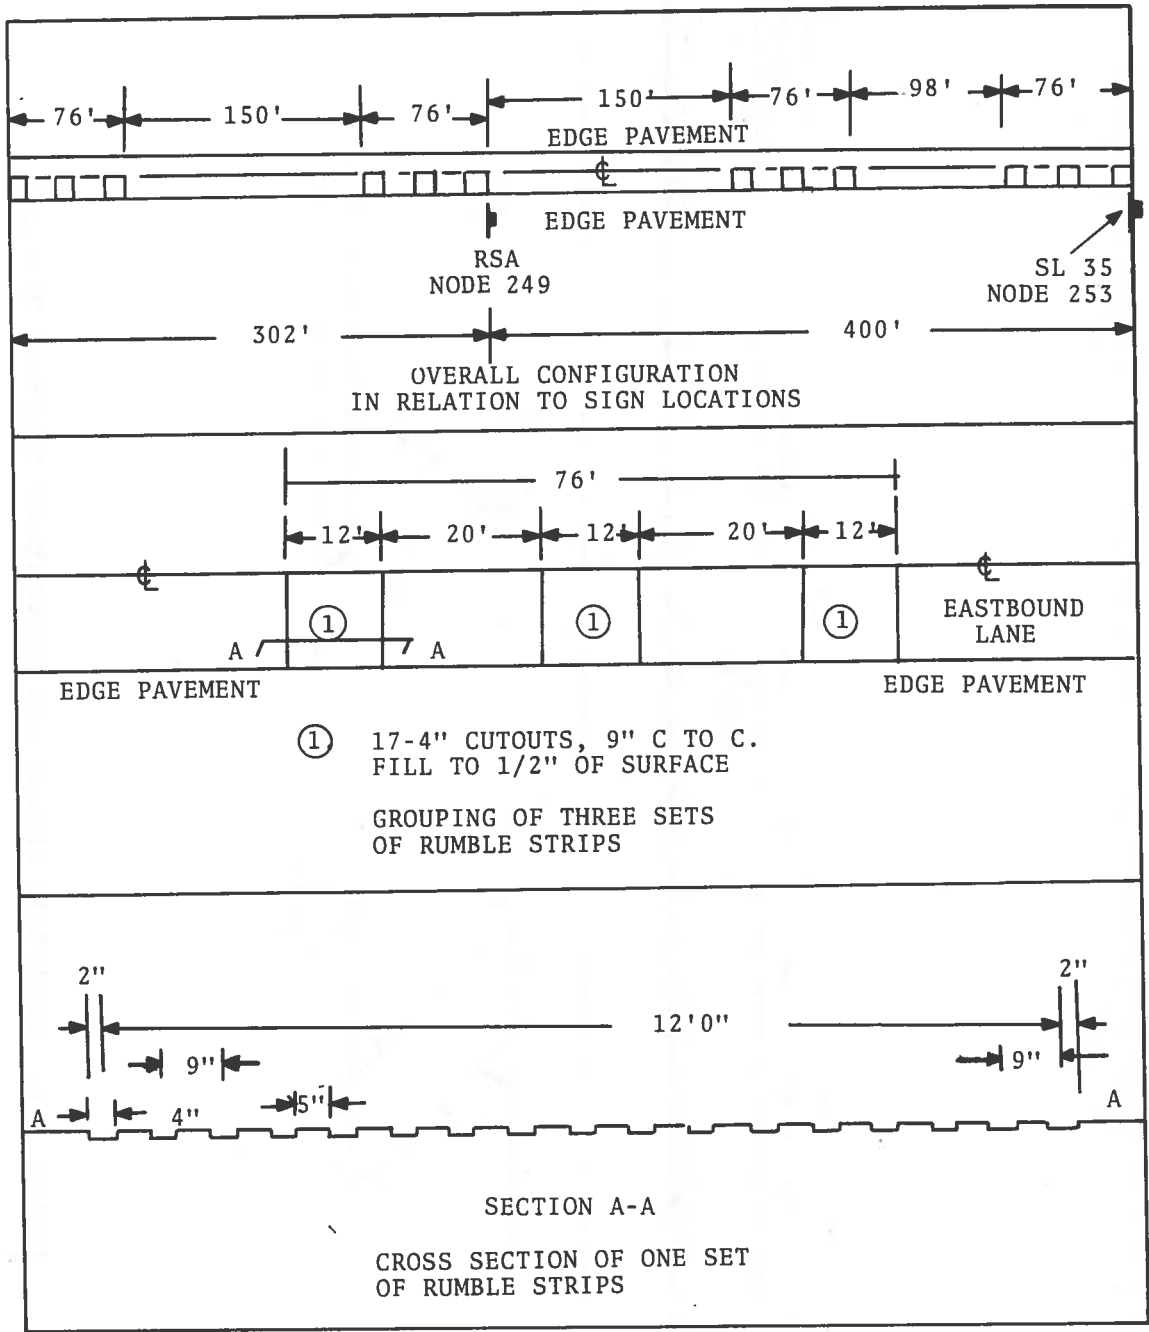 76' 150' 76' 150' 76' 98' 76'
EDGE PAVEMENT
℄
EDGE PAVEMENT
RSA
NODE 249
SL 35
NODE 253
302' 400'
OVERALL CONFIGURATION
IN RELATION TO SIGN LOCATIONS
76'
12' 20' 12' 20' 12'
℄ ℄
1 1 1
EASTBOUND
LANE
A A
EDGE PAVEMENT EDGE PAVEMENT
1 17-4" CUTOUTS, 9" C TO C.
FILL TO 1/2" OF SURFACE
GROUPING OF THREE SETS
OF RUMBLE STRIPS
2" 2"
12'0"
9" 9"
A 4" 5" A
SECTION A-A
CROSS SECTION OF ONE SET
OF RUMBLE STRIPS